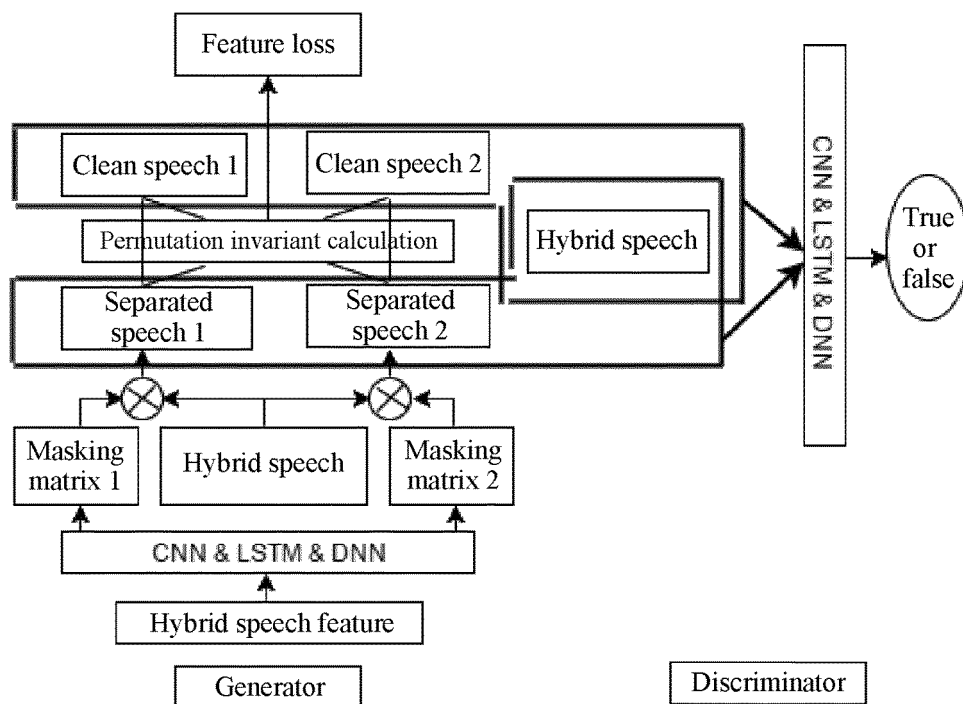 Feature loss
Clean speech 1
Clean speech 2
Permutation invariant calculation
Hybrid speech
Separated
speech 1
Separated
speech 2
CNN & LSTM & DNN
True
or
false
Masking
matrix 1
Hybrid speech
Masking
matrix 2
CNN & LSTM & DNN
Hybrid speech feature
Generator
Discriminator